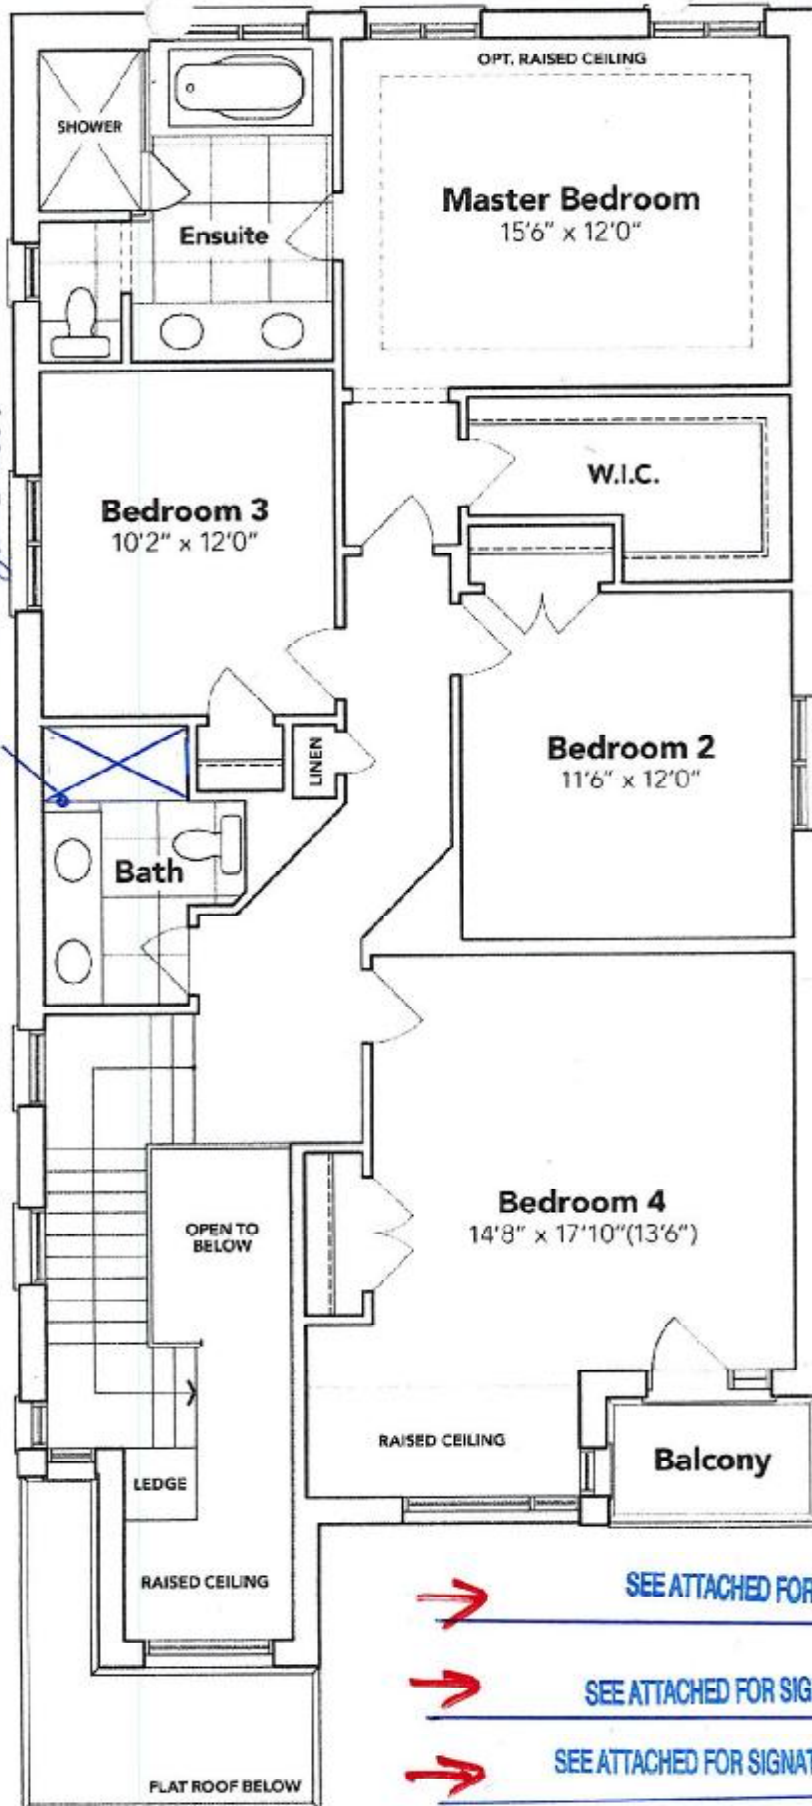 OPT. RAISED CEILING
SHOWER
Master Bedroom
15'6" x 12'0"
Ensuite
W.I.C.
Bedroom 3
10'2" x 12'0"
LINEN
Bedroom 2
11'6" x 12'0"
Bath
Bedroom 4
14'8" x 17'10"(13'6")
OPEN TO
BELOW
RAISED CEILING
Balcony
LEDGE
RAISED CEILING
SEE ATTACHED FOR
SEE ATTACHED FOR SIG
SEE ATTACHED FOR SIGNAT
FLAT ROOF BELOW